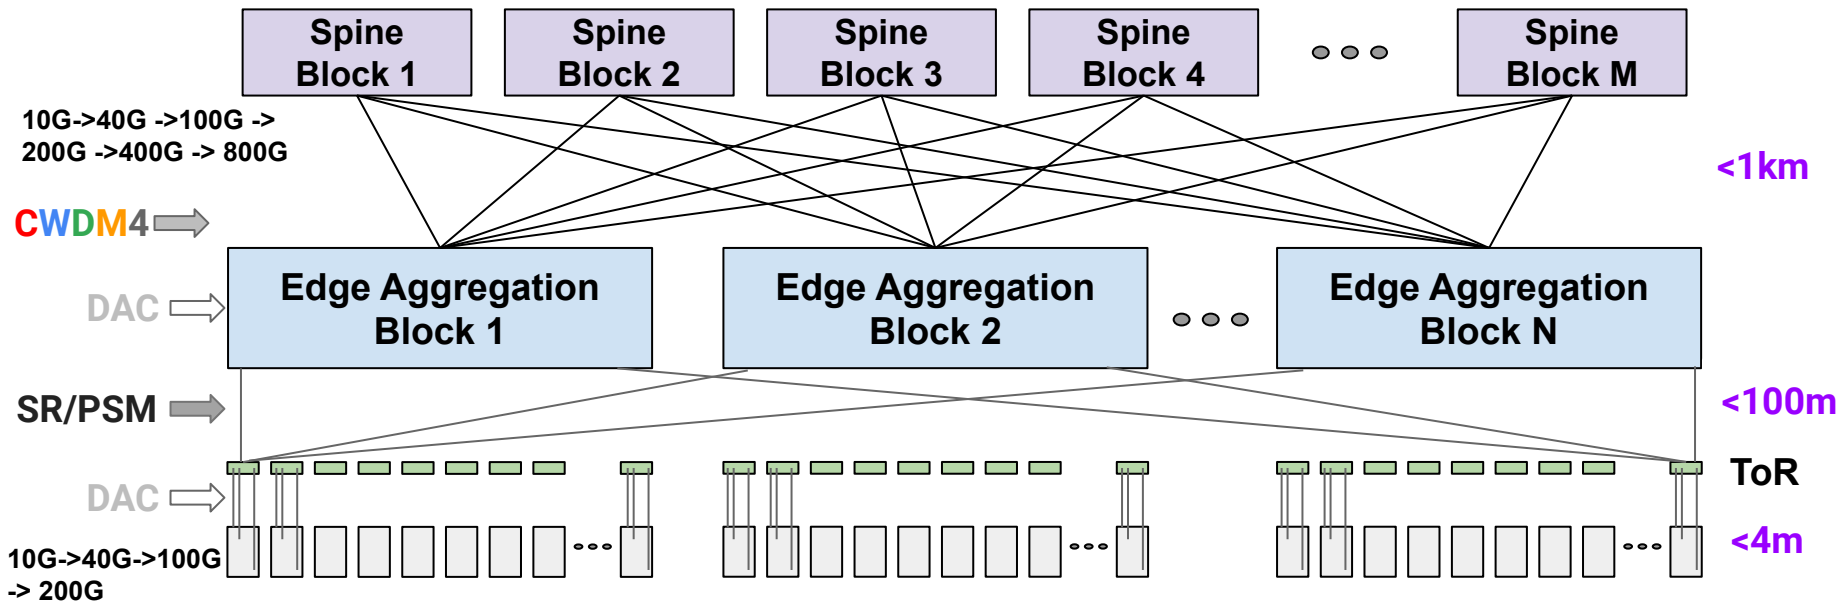 Spine
Block 1
Spine
Block 2
Spine
Block 3
Spine
Block 4
Spine
Block M
10G->40G ->100G ->
200G ->400G -> 800G
<1km
CWDM4
DAC
Edge Aggregation
Block 1
Edge Aggregation
Block 2
Edge Aggregation
Block N
SR/PSM
<100m
ToR
DAC
<4m
10G->40G->100G
-> 200G